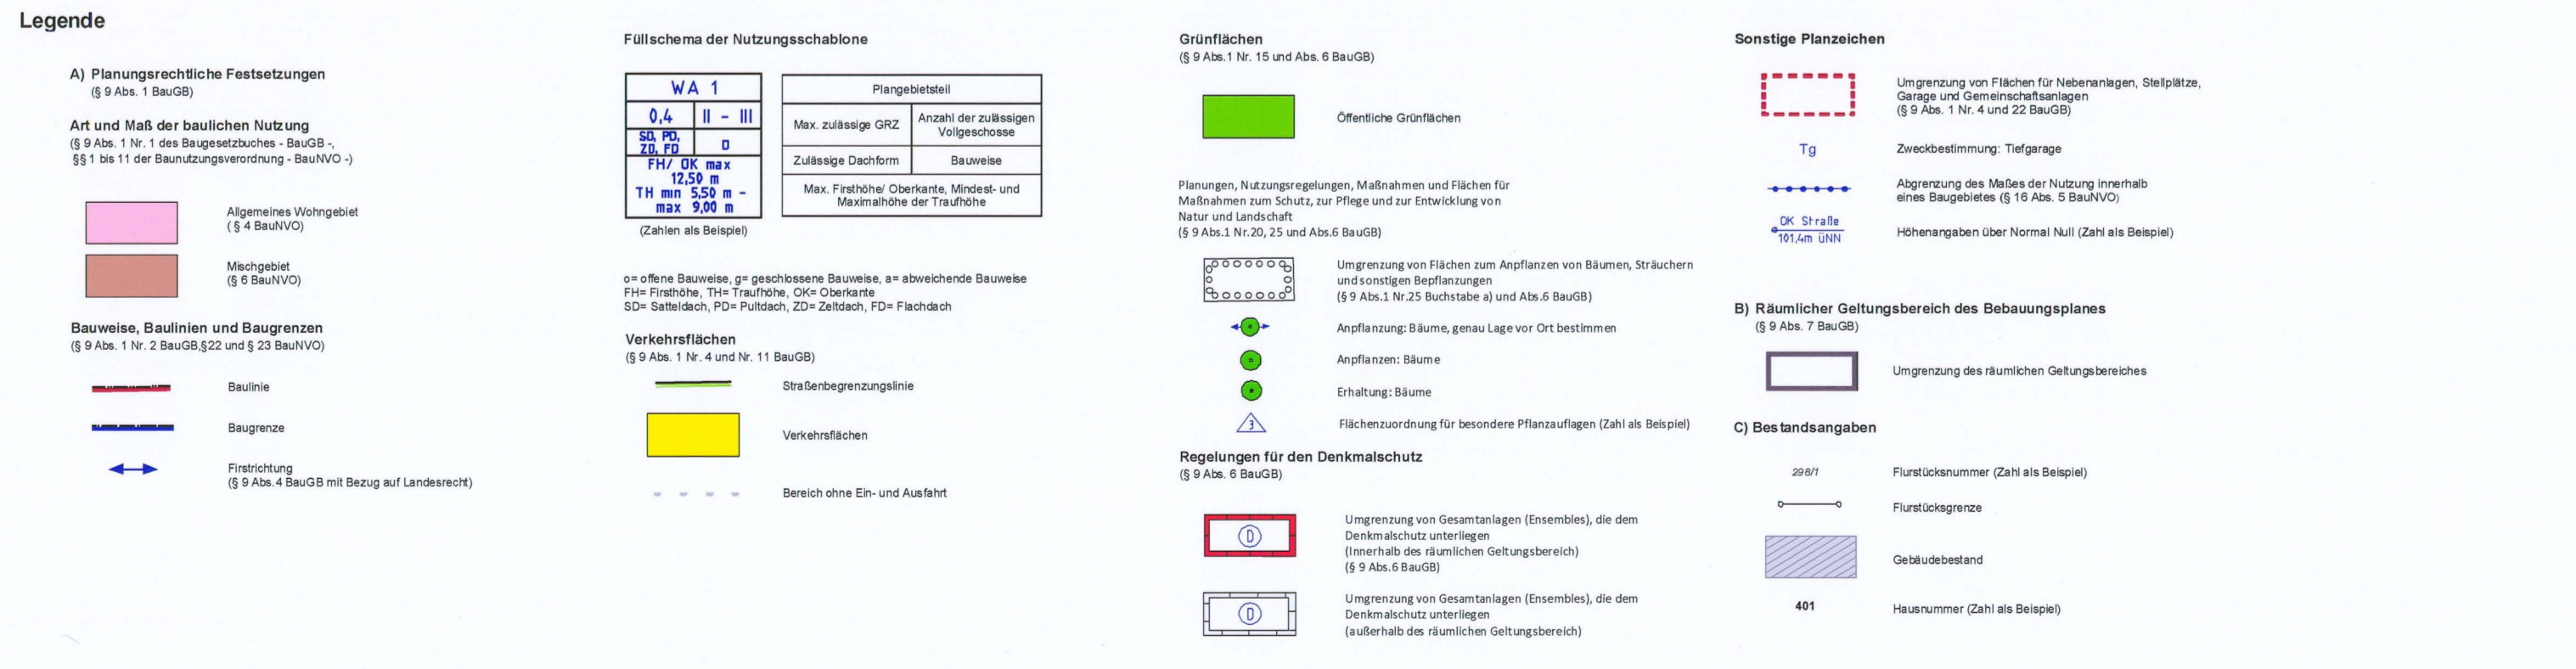 Legende
A) Planungsrechtliche Festsetzungen
(§ 9 Abs. 1 BauGB)
Art und Maß der baulichen Nutzung
(§ 9 Abs. 1 Nr. 1 des Baugesetzbuches - BauGB -,
§§ 1 bis 11 der Baunutzungsverordnung - BauNVO -)
Allgemeines Wohngebiet
( § 4 BauNVO)
Mischgebiet
(§ 6 BauNVO)
Bauweise, Baulinien und Baugrenzen
(§ 9 Abs. 1 Nr. 2 BauGB,§22 und § 23 BauNVO)
Baulinie
Baugrenze
Firstrichtung
(§ 9 Abs.4 BauGB mit Bezug auf Landesrecht)
Füllschema der Nutzungsschablone
WA 1
0,4 II - III
SD, PD,
ZD, FD o
FH/ OK max
12,50 m
TH min 5,50 m -
max 9,00 m
(Zahlen als Beispiel)
Plangebietsteil
Max. zulässige GRZ
Anzahl der zulässigen
Vollgeschosse
Zulässige Dachform
Bauweise
Max. Firsthöhe/ Oberkante, Mindest- und
Maximalhöhe der Traufhöhe
o= offene Bauweise, g= geschlossene Bauweise, a= abweichende Bauweise
FH= Firsthöhe, TH= Traufhöhe, OK= Oberkante
SD= Satteldach, PD= Pultdach, ZD= Zeltdach, FD= Flachdach
Verkehrsflächen
(§ 9 Abs. 1 Nr. 4 und Nr. 11 BauGB)
Straßenbegrenzungslinie
Verkehrsflächen
Bereich ohne Ein- und Ausfahrt
Grünflächen
(§ 9 Abs.1 Nr. 15 und Abs. 6 BauGB)
Öffentliche Grünflächen
Planungen, Nutzungsregelungen, Maßnahmen und Flächen für
Maßnahmen zum Schutz, zur Pflege und zur Entwicklung von
Natur und Landschaft
(§ 9 Abs.1 Nr.20, 25 und Abs.6 BauGB)
Umgrenzung von Flächen zum Anpflanzen von Bäumen, Sträuchern
und sonstigen Bepflanzungen
(§ 9 Abs.1 Nr.25 Buchstabe a) und Abs.6 BauGB)
Anpflanzung: Bäume, genau Lage vor Ort bestimmen
Anpflanzen: Bäume
Erhaltung: Bäume
3
Flächenzuordnung für besondere Pflanzauflagen (Zahl als Beispiel)
Regelungen für den Denkmalschutz
(§ 9 Abs. 6 BauGB)
D
Umgrenzung von Gesamtanlagen (Ensembles), die dem
Denkmalschutz unterliegen
(Innerhalb des räumlichen Geltungsbereich)
(§ 9 Abs.6 BauGB)
D
Umgrenzung von Gesamtanlagen (Ensembles), die dem
Denkmalschutz unterliegen
(außerhalb des räumlichen Geltungsbereich)
Sonstige Planzeichen
Umgrenzung von Flächen für Nebenanlagen, Stellplätze,
Garage und Gemeinschaftsanlagen
(§ 9 Abs. 1 Nr. 4 und 22 BauGB)
Tg
Zweckbestimmung: Tiefgarage
Abgrenzung des Maßes der Nutzung innerhalb
eines Baugebietes (§ 16 Abs. 5 BauNVO)
OK Straße
101,4m üNN
Höhenangaben über Normal Null (Zahl als Beispiel)
B) Räumlicher Geltungsbereich des Bebauungsplanes
(§ 9 Abs. 7 BauGB)
Umgrenzung des räumlichen Geltungsbereiches
C) Bestandsangaben
298/1
Flurstücksnummer (Zahl als Beispiel)
Flurstücksgrenze
Gebäudebestand
401
Hausnummer (Zahl als Beispiel)